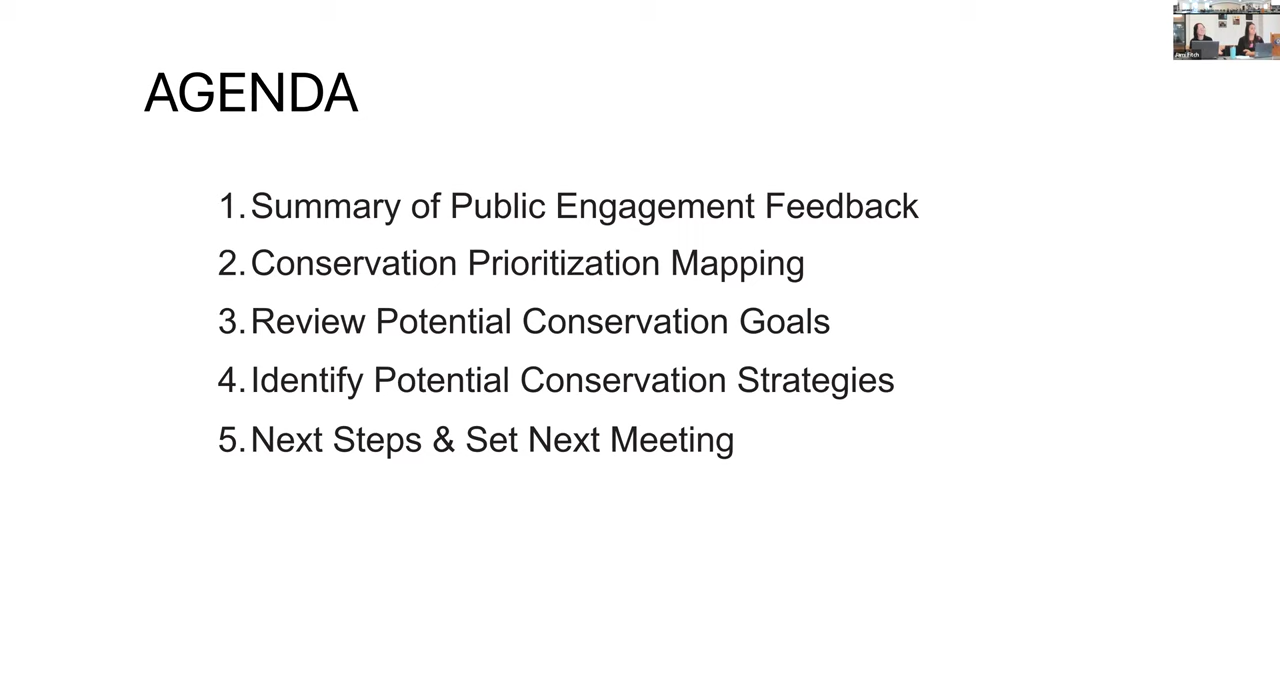 AGENDA
1. Summary of Public Engagement Feedback
2. Conservation Prioritization Mapping
3. Review Potential Conservation Goals
4. Identify Potential Conservation Strategies
5. Next Steps & Set Next Meeting